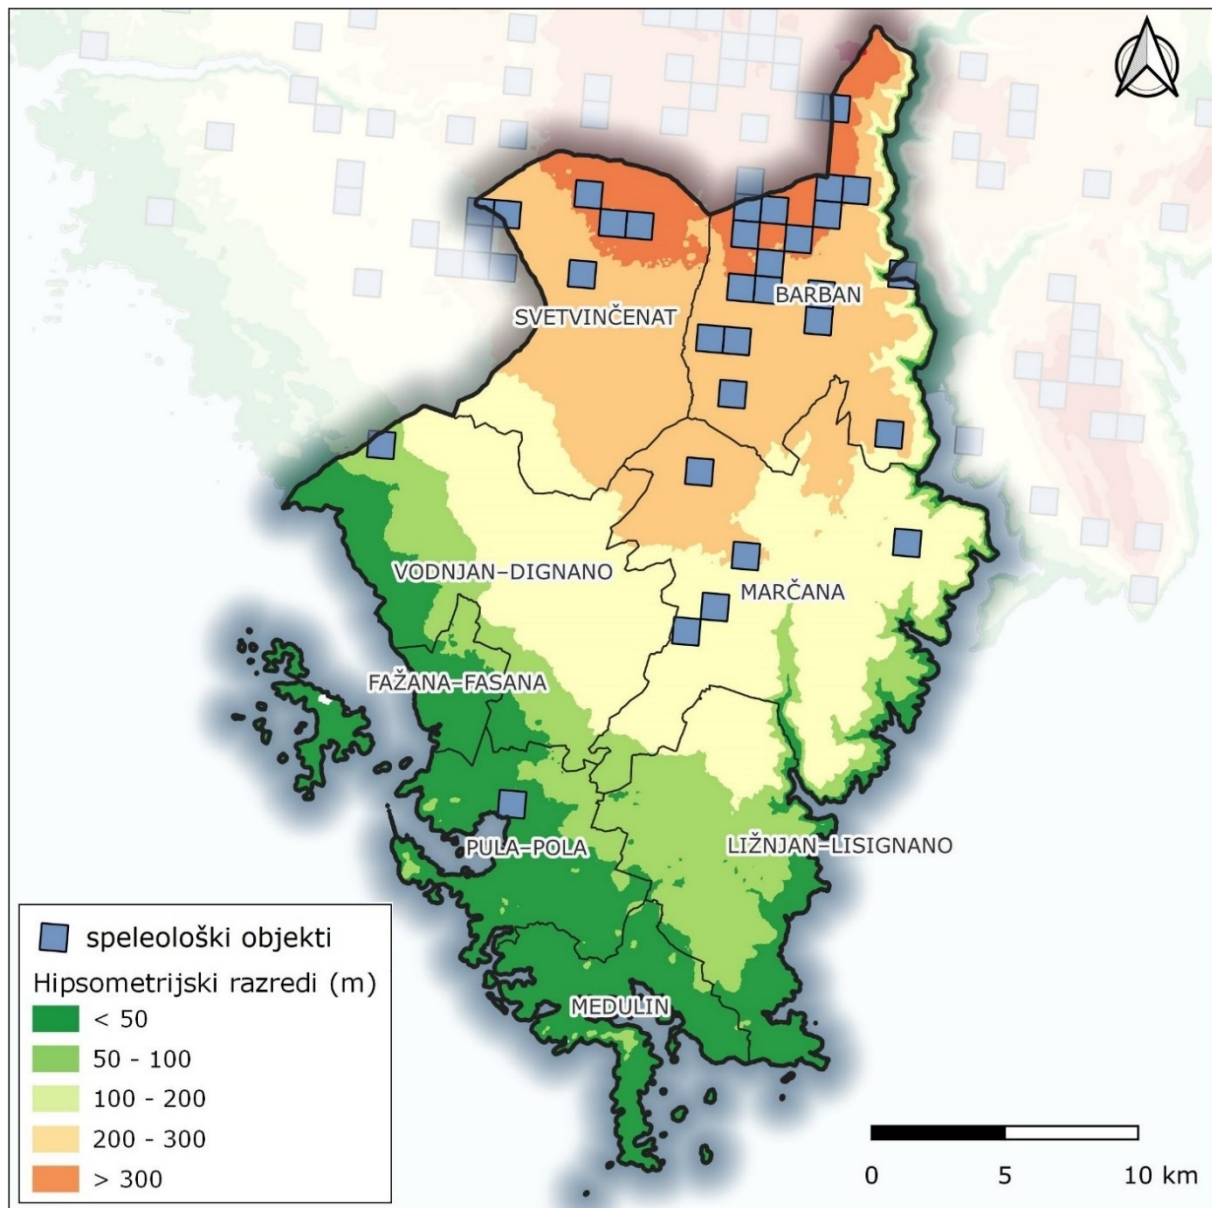 SVETVINČENAT
BARBAN
VODNJAN–DIGNANO
MARČANA
FAŽANA–FASANA
PULA–POLA
LIŽNJAN–LISIGNANO
MEDULIN
speleološki objekti
Hipsometrijski razredi (m)
< 50
50 - 100
100 - 200
200 - 300
> 300
0 5 10 km